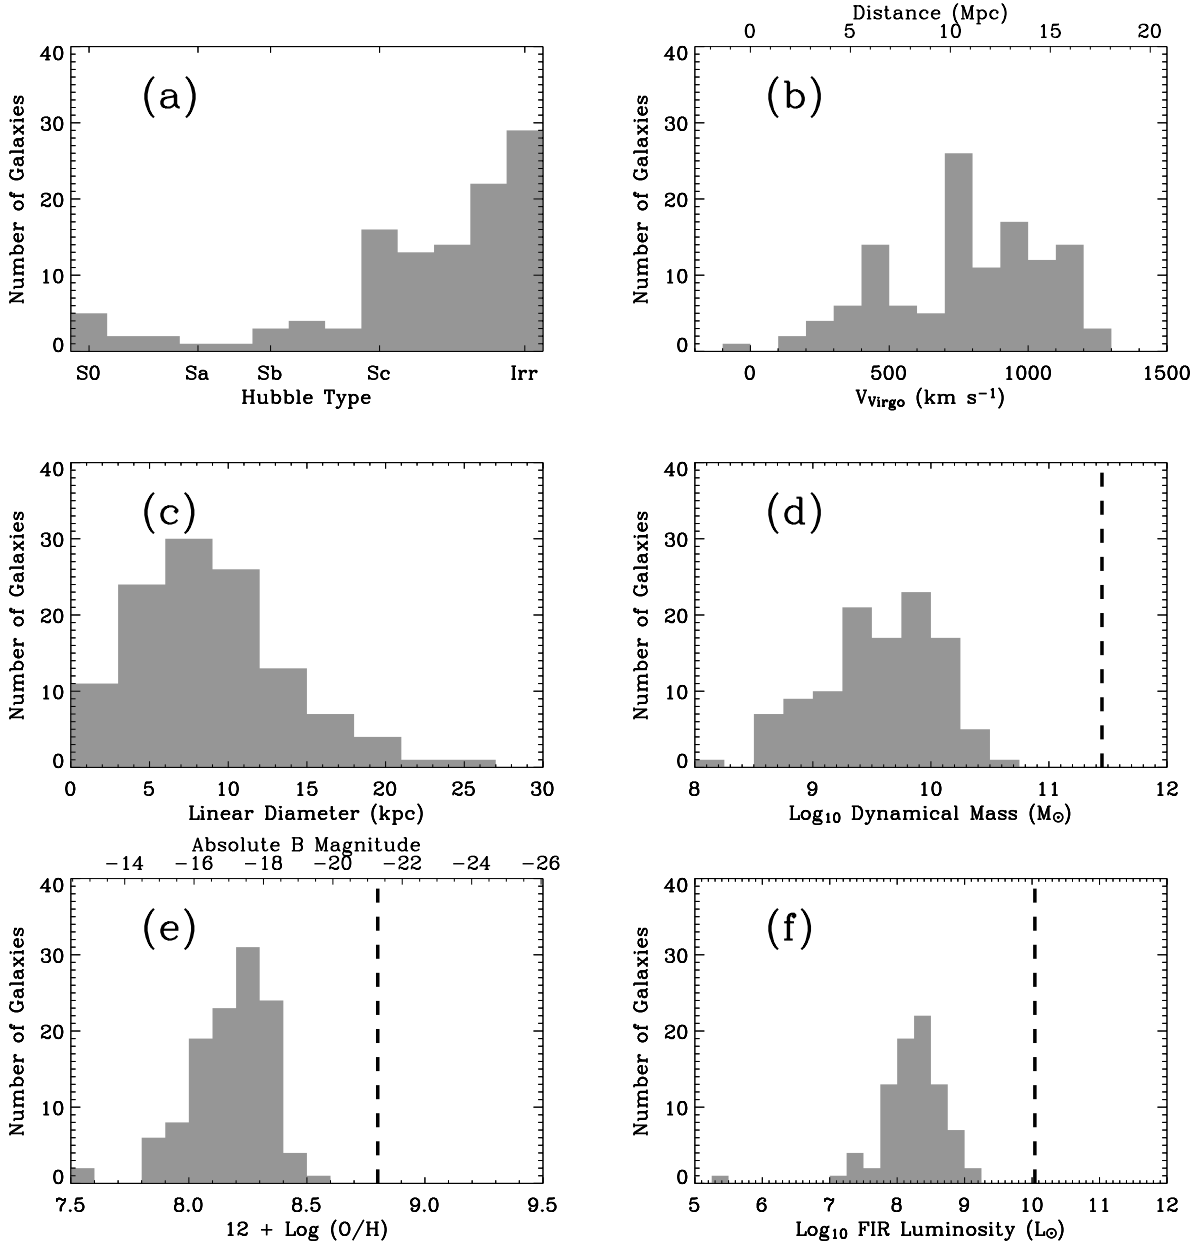 Distance (Mpc)
0 5 10 15 20
40
30
20
10
0
Number of Galaxies
(a)
S0 Sa Sb Sc Irr
Hubble Type
40
30
20
10
0
Number of Galaxies
(b)
0 500 1000 1500
V_Virgo (km s⁻¹)
40
30
20
10
0
Number of Galaxies
(c)
0 5 10 15 20 25 30
Linear Diameter (kpc)
40
30
20
10
0
Number of Galaxies
(d)
8 9 10 11 12
Log₁₀ Dynamical Mass (M⊙)
Absolute B Magnitude
−14 −16 −18 −20 −22 −24 −26
40
30
20
10
0
Number of Galaxies
(e)
7.5 8.0 8.5 9.0 9.5
12 + Log (O/H)
40
30
20
10
0
Number of Galaxies
(f)
5 6 7 8 9 10 11 12
Log₁₀ FIR Luminosity (L⊙)